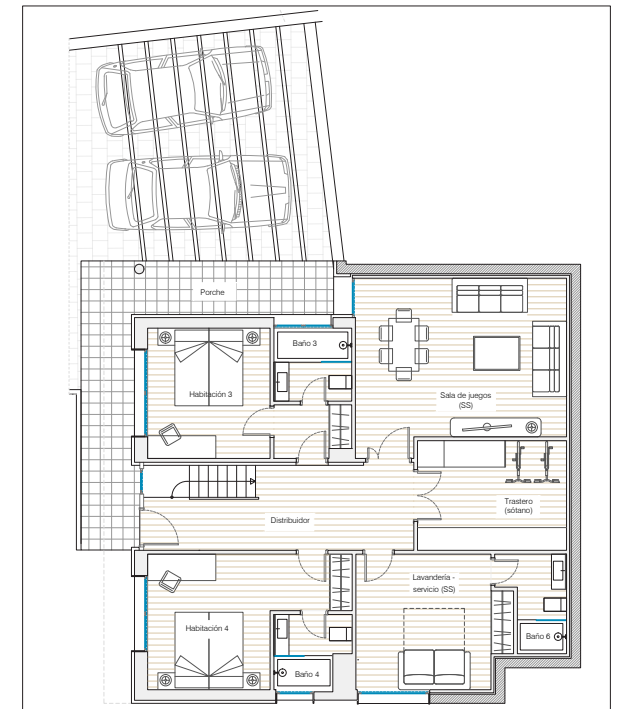 Porche
Baño 3
Habitación 3
Sala de juegos
(SS)
Trastero
(sótano)
Distribuidor
Lavandería -
servicio (SS)
Habitación 4
Baño 6
Baño 4